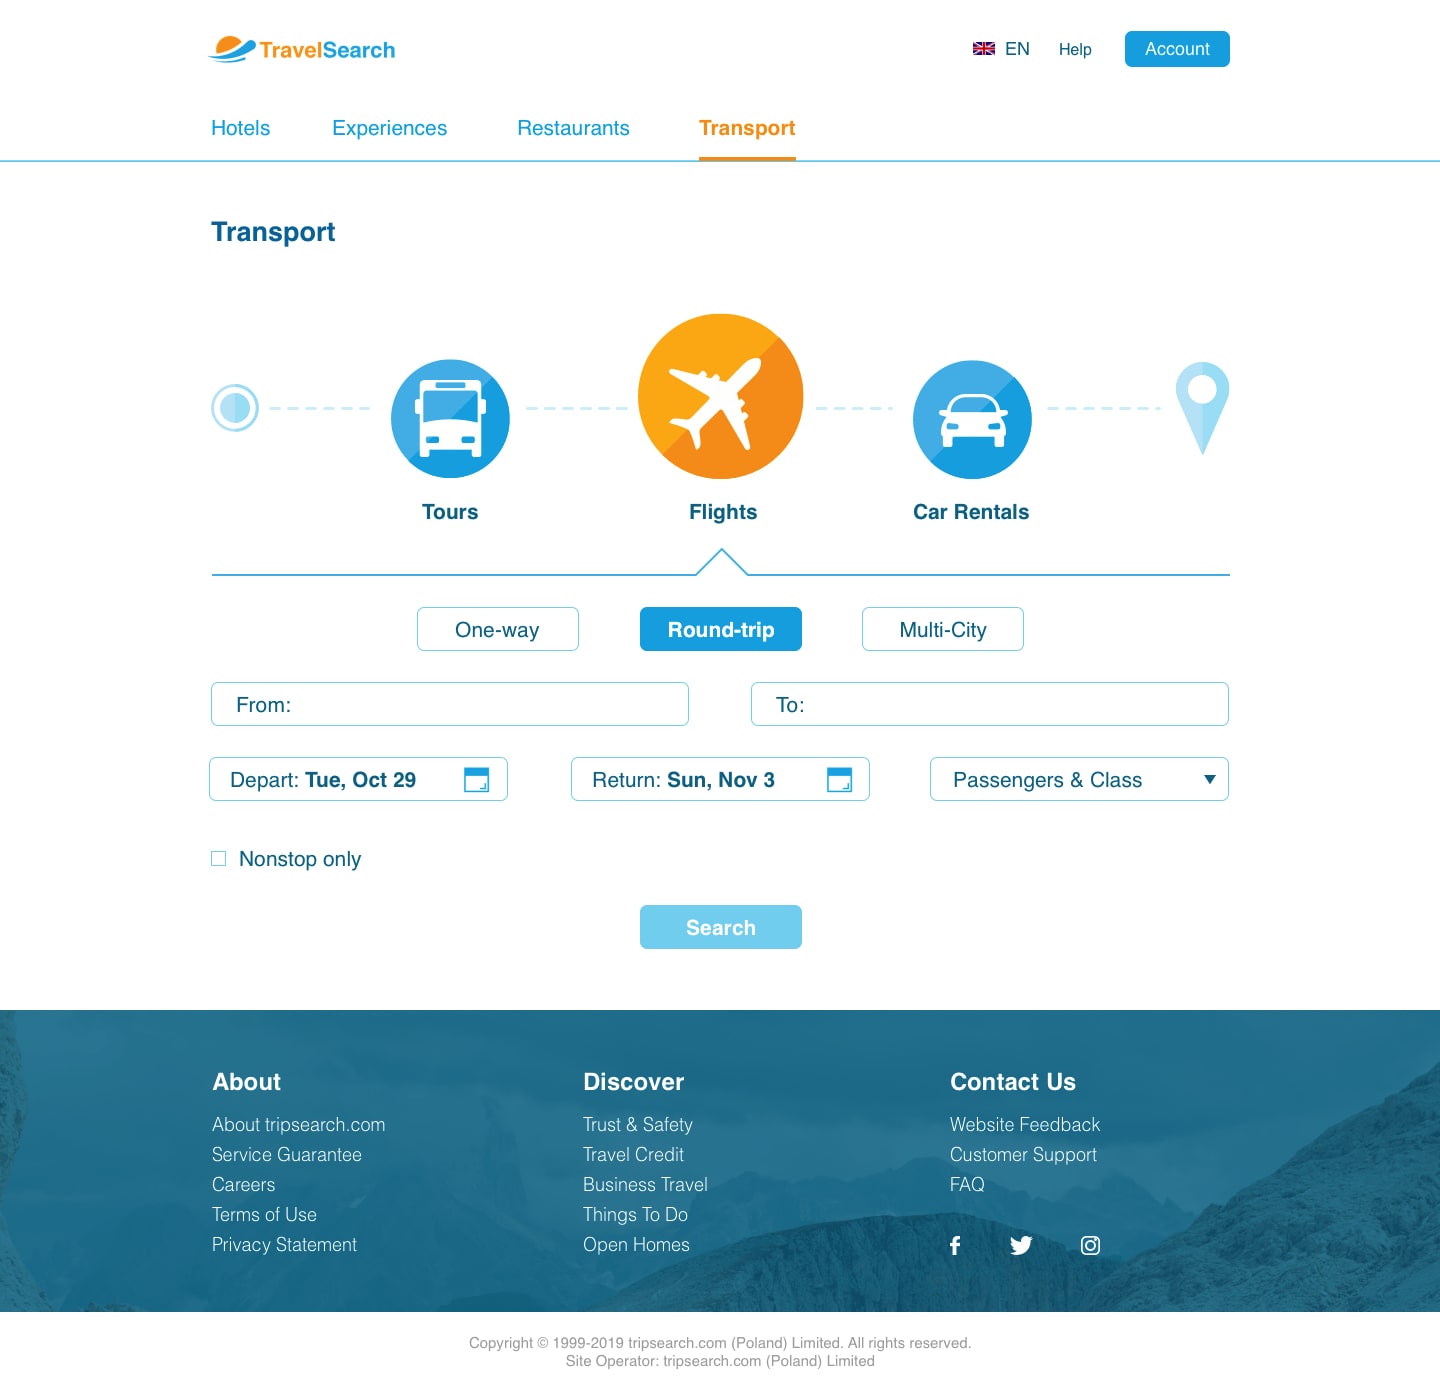 TravelSearch
EN Help Account
Hotels Experiences Restaurants Transport
Transport
Tours Flights Car Rentals
One-way Round-trip Multi-City
From: To:
Depart: Tue, Oct 29 Return: Sun, Nov 3 Passengers & Class
Nonstop only
Search
About
About tripsearch.com
Service Guarantee
Careers
Terms of Use
Privacy Statement
Discover
Trust & Safety
Travel Credit
Business Travel
Things To Do
Open Homes
Contact Us
Website Feedback
Customer Support
FAQ
Copyright © 1999-2019 tripsearch.com (Poland) Limited. All rights reserved.
Site Operator: tripsearch.com (Poland) Limited